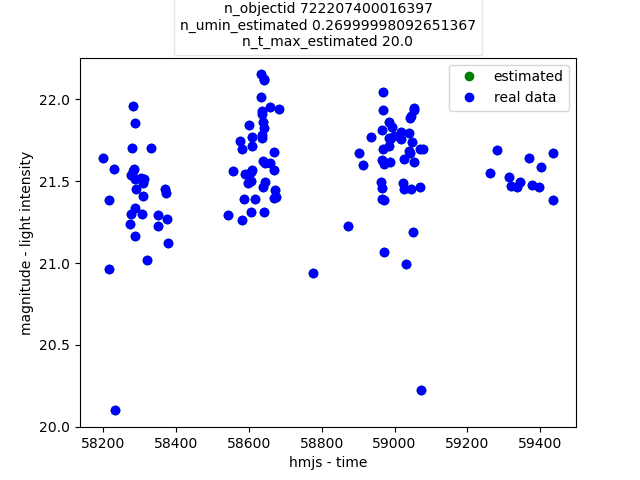 n_objectid 722207400016397
n_umin_estimated 0.26999998092651367
n_t_max_estimated 20.0
estimated
real data
magnitude - light intensity
22.0
21.5
21.0
20.5
20.0
58200 58400 58600 58800 59000 59200 59400
hmjs - time